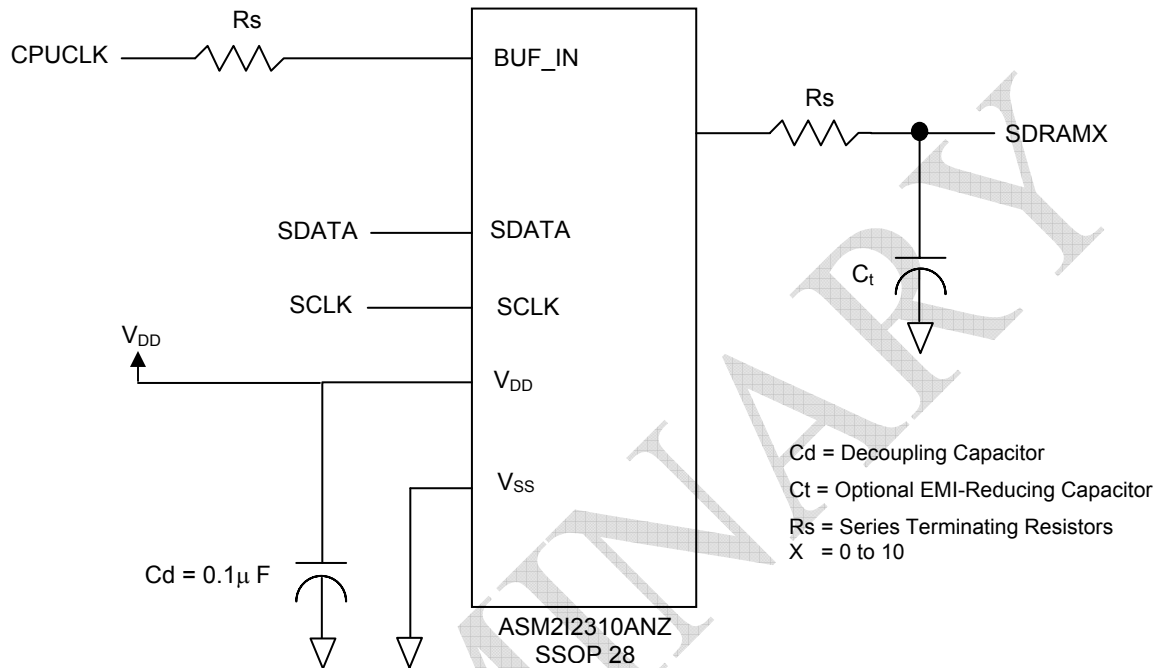 Rs
CPUCLK
BUF_IN
Rs
SDRAMX
SDATA
SDATA
Ct
SCLK
SCLK
VDD
VDD
Cd = Decoupling Capacitor
VSS
Ct = Optional EMI-Reducing Capacitor
Rs = Series Terminating Resistors
X = 0 to 10
Cd = 0.1μ F
ASM2I2310ANZ
SSOP 28
MINARY